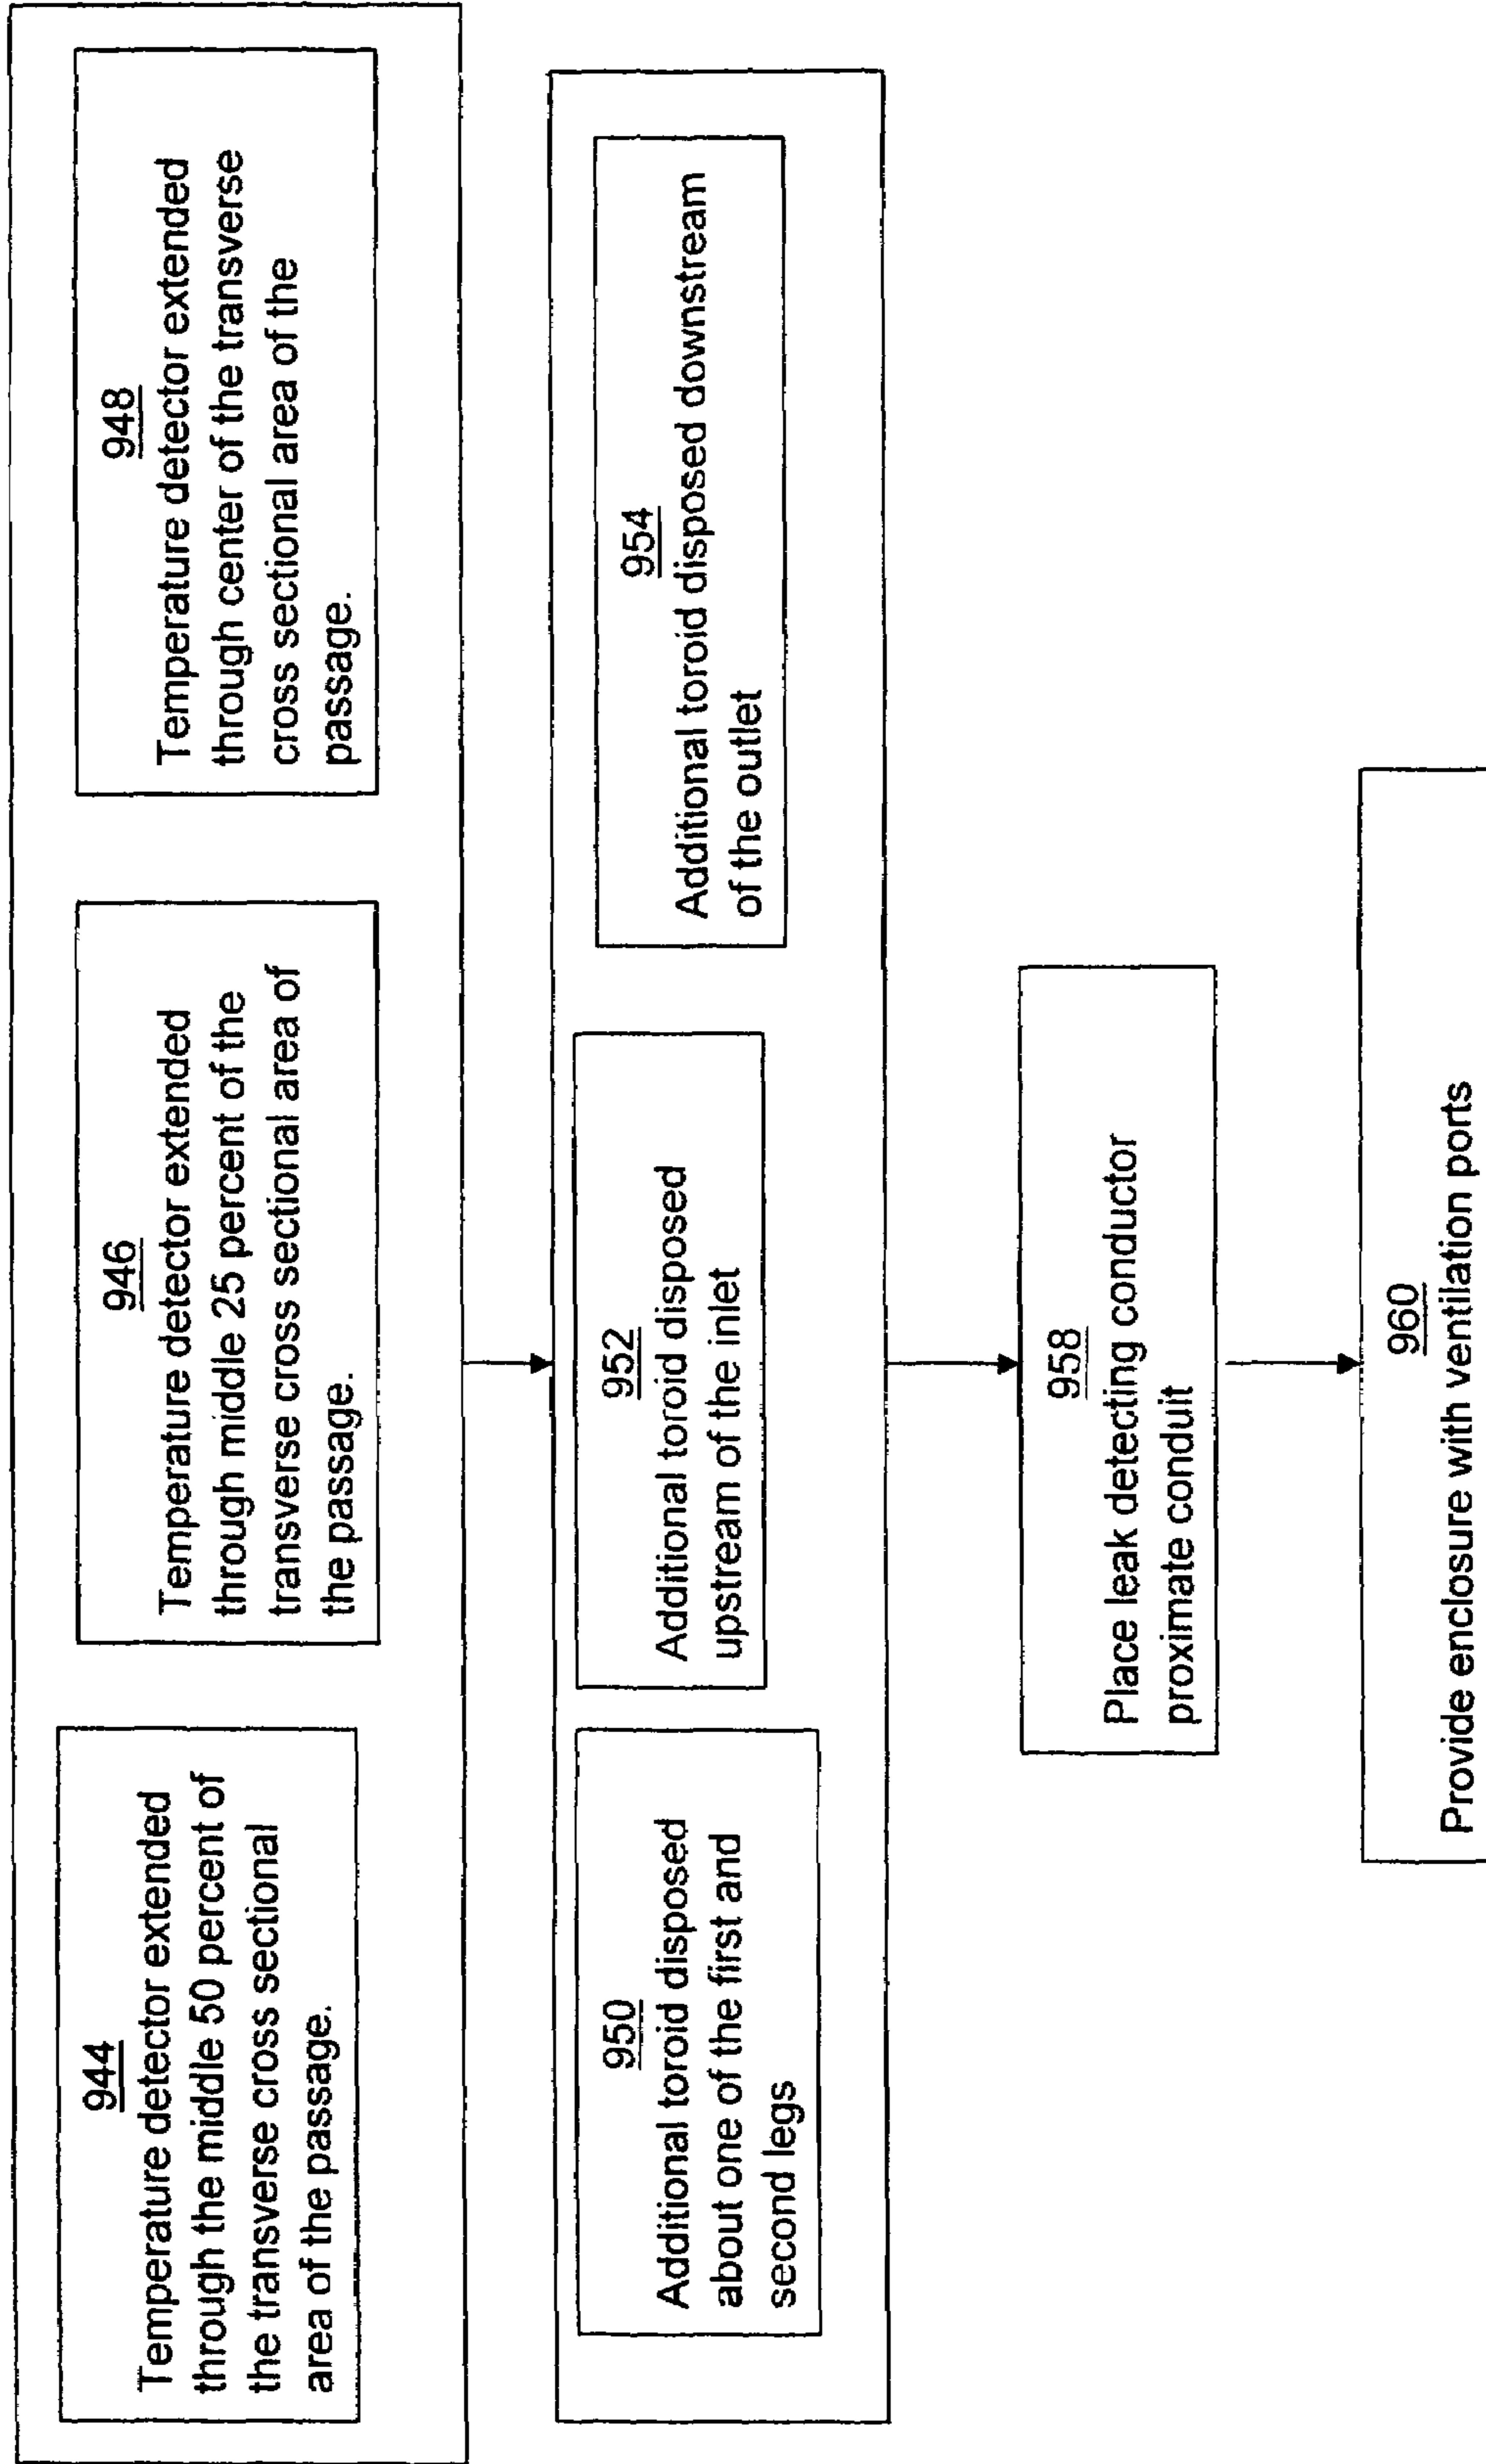 944
Temperature detector extended
through the middle 50 percent of
the transverse cross sectional
area of the passage.
946
Temperature detector extended
through middle 25 percent of the
transverse cross sectional area of
the passage.
948
Temperature detector extended
through center of the transverse
cross sectional area of the
passage.
950
Additional toroid disposed
about one of the first and
second legs
952
Additional toroid disposed
upstream of the inlet
954
Additional toroid disposed downstream
of the outlet
958
Place leak detecting conductor
proximate conduit
960
Provide enclosure with ventilation ports